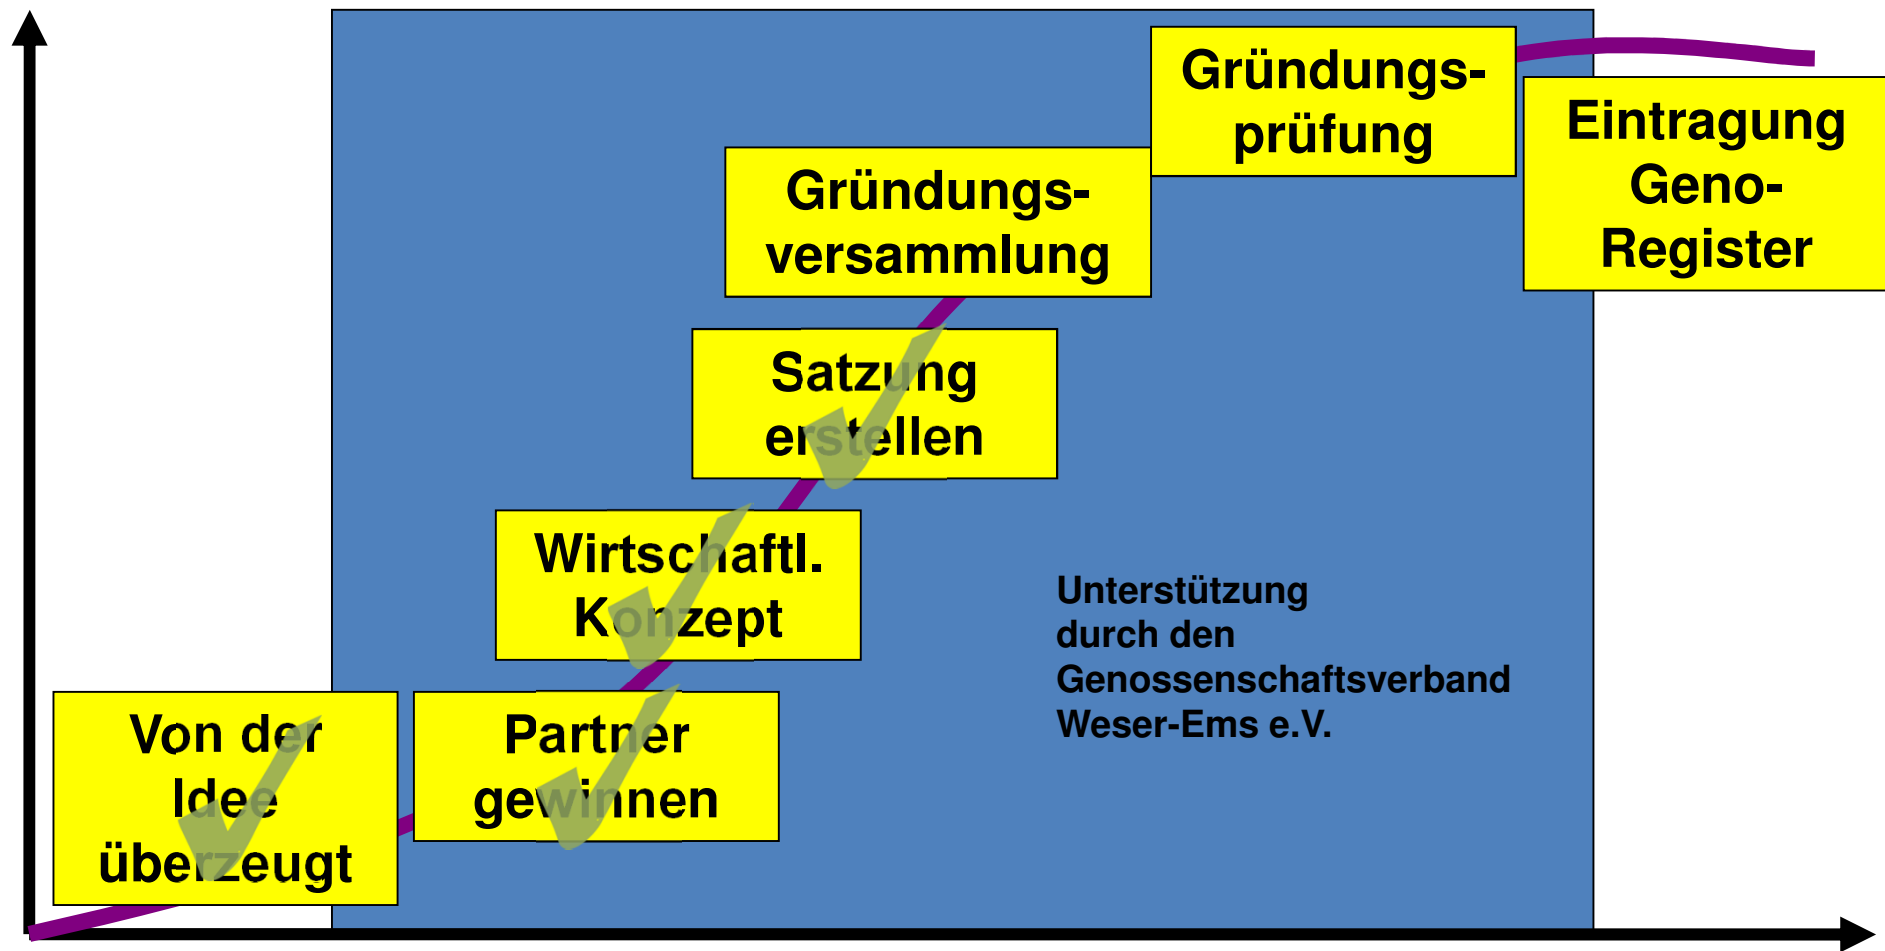 Von der
Idee
überzeugt
Partner
gewinnen
Wirtschaftl.
Konzept
Satzung
erstellen
Gründungs-
versammlung
Gründungs-
prüfung
Eintragung
Geno-
Register
Unterstützung
durch den
Genossenschaftsverband
Weser-Ems e.V.